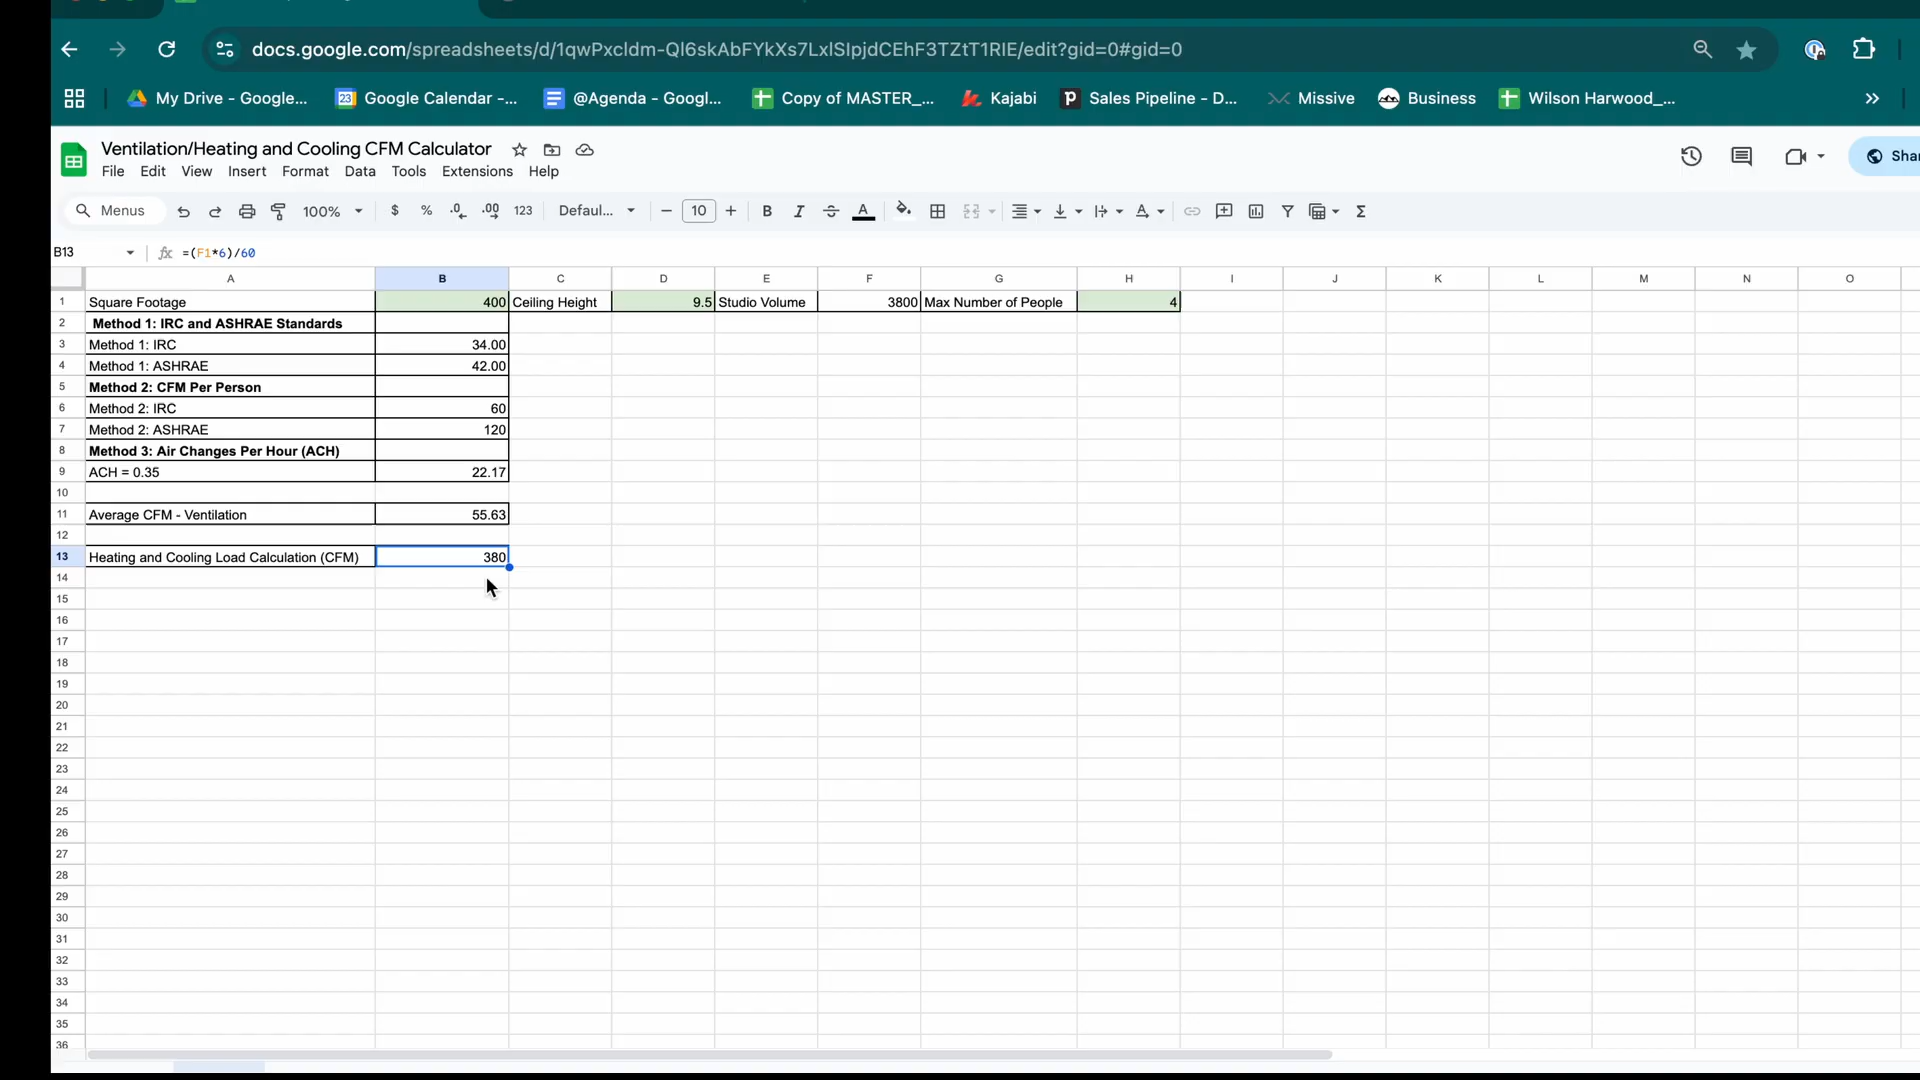 docs.google.com/spreadsheets/d/1qwPxcldm-Ql6skAbFYkXs7LxlSlpjdCEhF3TZtT1RlE/edit?gid=0#gid=0
My Drive - Google... 23 Google Calendar -... @Agenda - Googl... Copy of MASTER_... Kajabi Sales Pipeline - D... Missive Business Wilson Harwood_...
Ventilation/Heating and Cooling CFM Calculator
File Edit View Insert Format Data Tools Extensions Help
Shar
Menus 100% $ % .0 .00 123 Defaul... 10 B I A
B13 fx =(F1*6)/60
A B C D E F G H I J K L M N O
1 Square Footage 400 Ceiling Height 9.5 Studio Volume 3800 Max Number of People 4
2 Method 1: IRC and ASHRAE Standards
3 Method 1: IRC 34.00
4 Method 1: ASHRAE 42.00
5 Method 2: CFM Per Person
6 Method 2: IRC 60
7 Method 2: ASHRAE 120
8 Method 3: Air Changes Per Hour (ACH)
9 ACH = 0.35 22.17
10
11 Average CFM - Ventilation 55.63
12
13 Heating and Cooling Load Calculation (CFM) 380
14
15
16
17
18
19
20
21
22
23
24
25
26
27
28
29
30
31
32
33
34
35
36